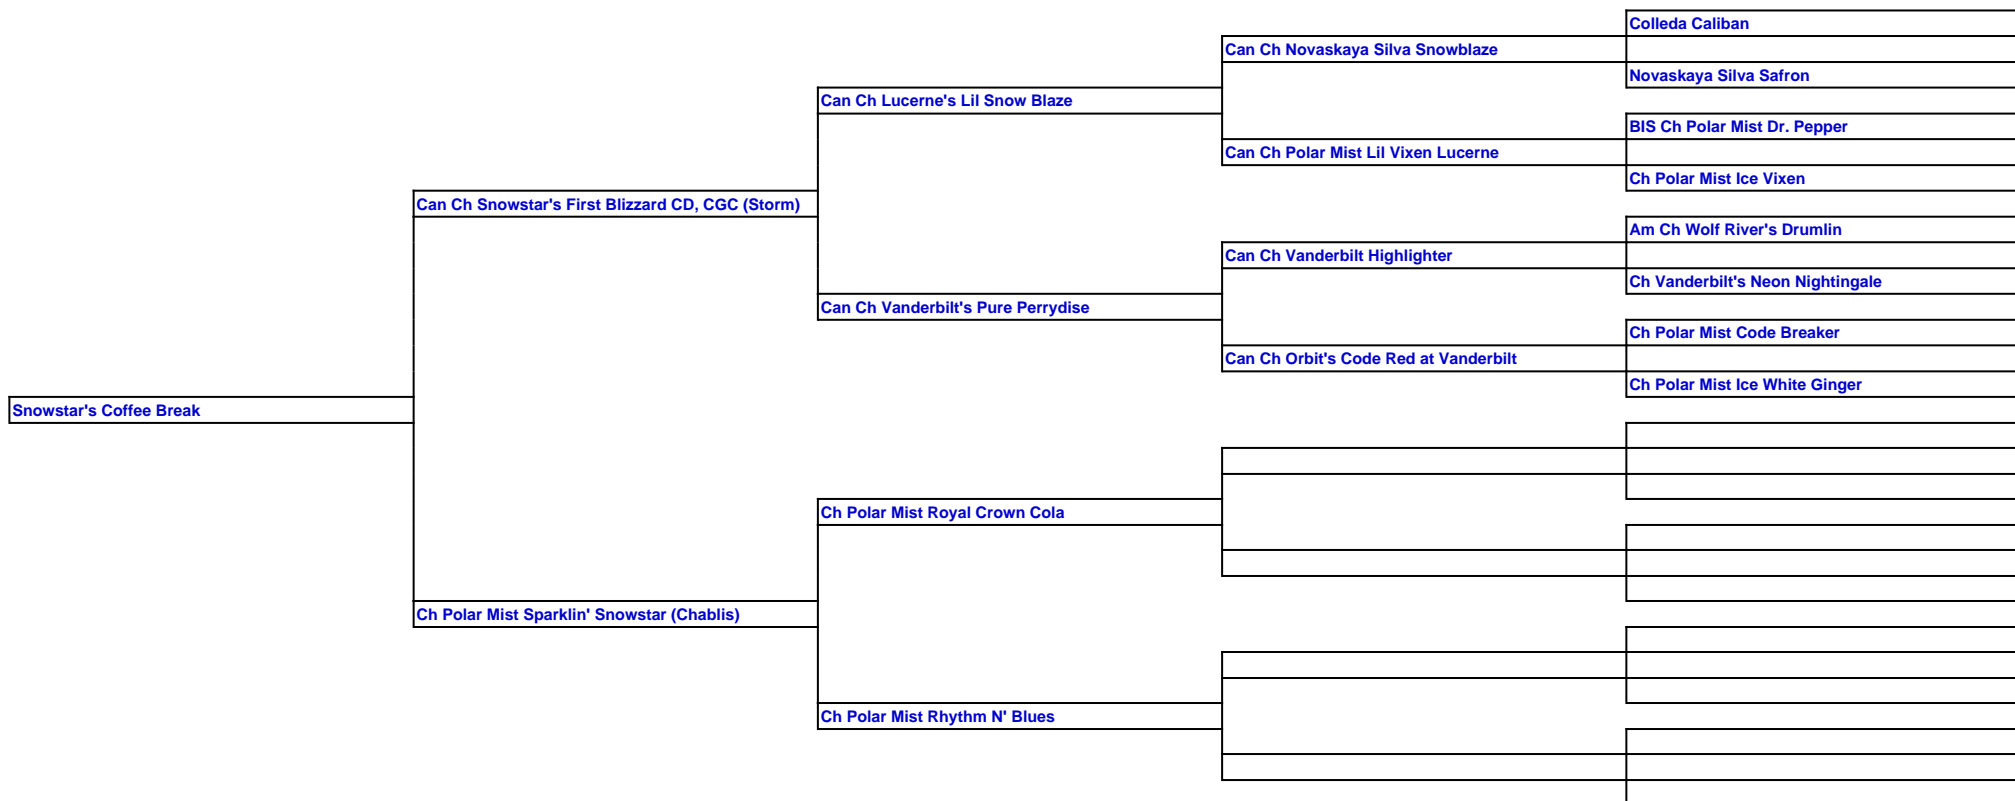 Colleda Caliban
Can Ch Novaskaya Silva Snowblaze
Novaskaya Silva Safron
Can Ch Lucerne's Lil Snow Blaze
BIS Ch Polar Mist Dr. Pepper
Can Ch Polar Mist Lil Vixen Lucerne
Ch Polar Mist Ice Vixen
Can Ch Snowstar's First Blizzard CD, CGC (Storm)
Am Ch Wolf River's Drumlin
Can Ch Vanderbilt Highlighter
Ch Vanderbilt's Neon Nightingale
Can Ch Vanderbilt's Pure Perrydise
Ch Polar Mist Code Breaker
Can Ch Orbit's Code Red at Vanderbilt
Ch Polar Mist Ice White Ginger
Snowstar's Coffee Break
Ch Polar Mist Royal Crown Cola
Ch Polar Mist Sparklin' Snowstar (Chablis)
Ch Polar Mist Rhythm N' Blues